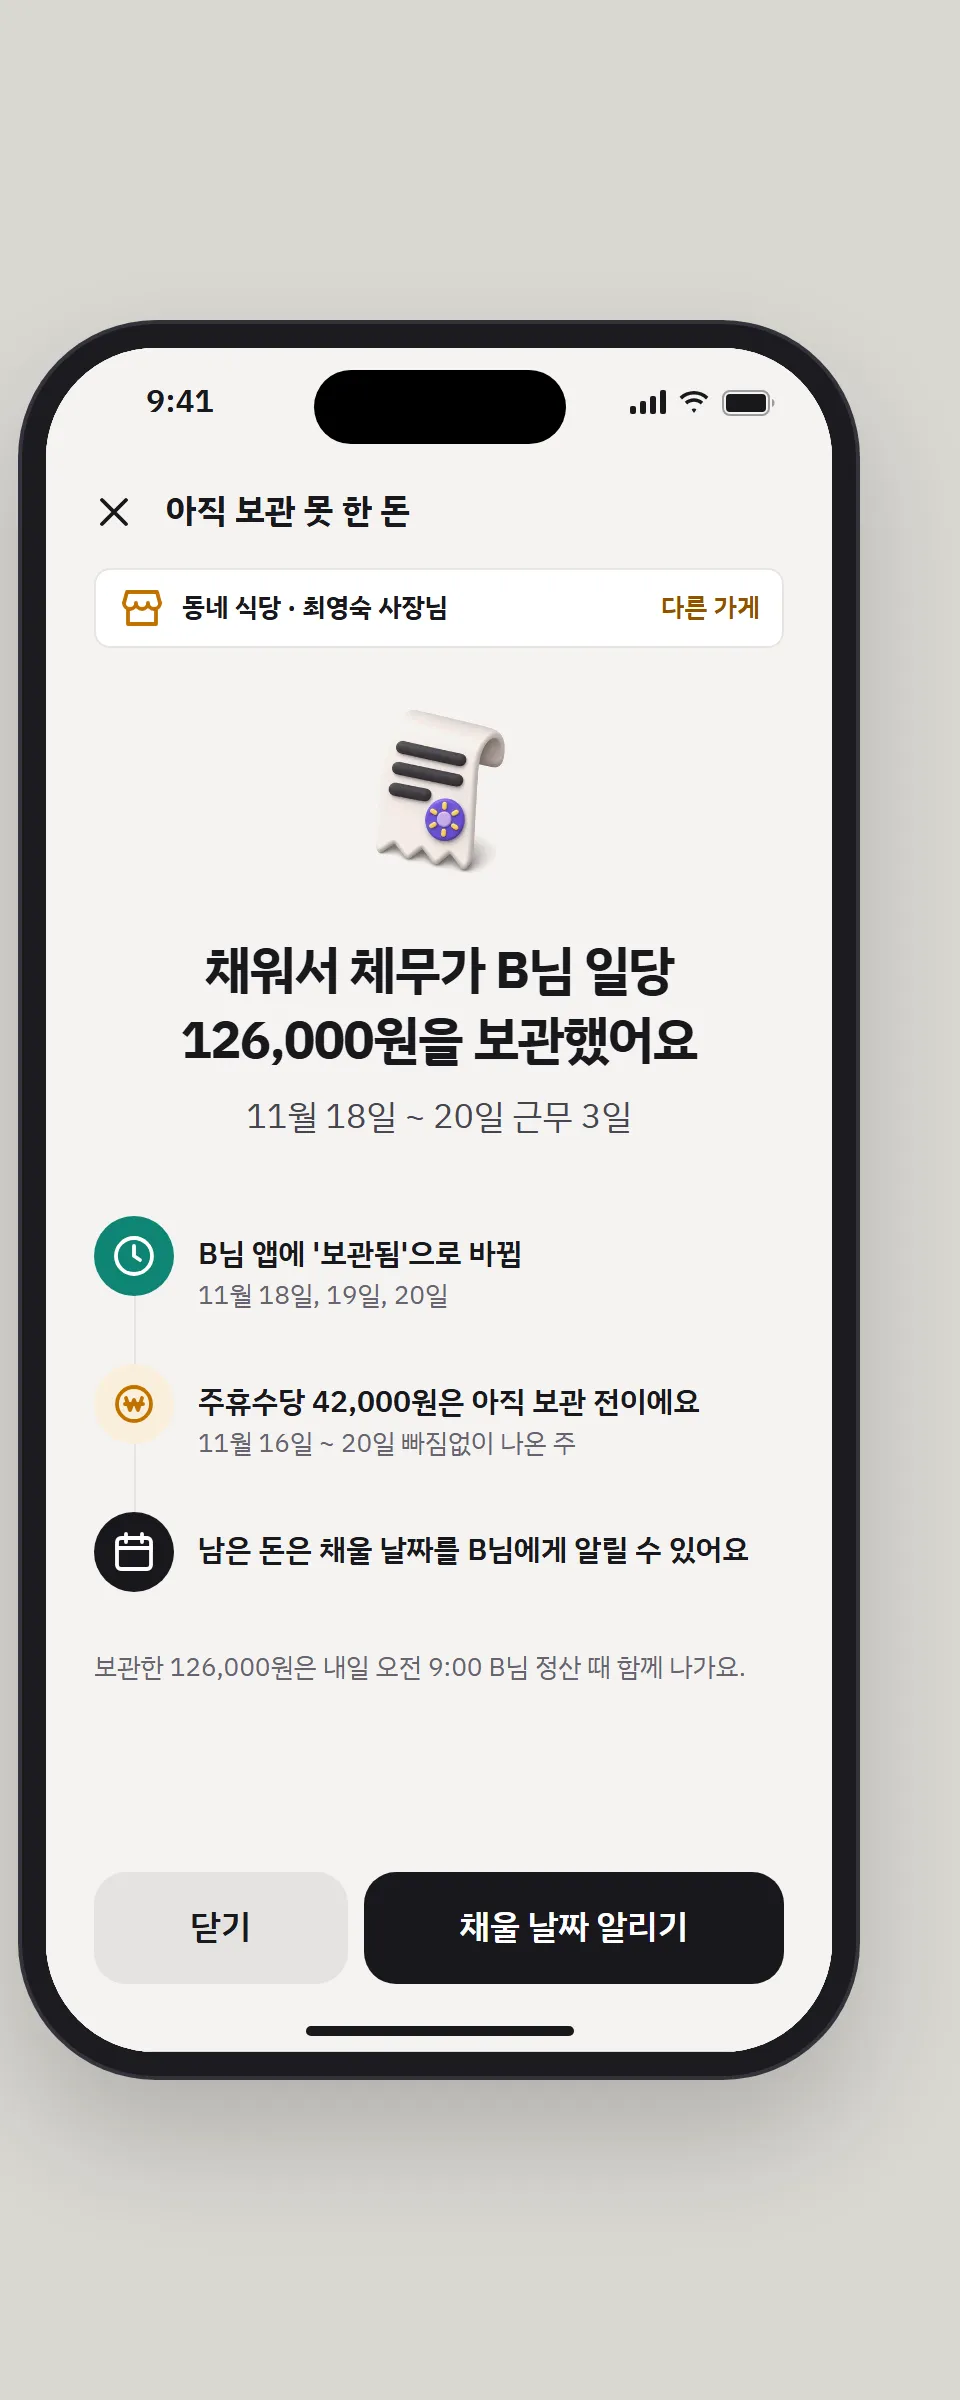 9:41
아직 보관 못 한 돈
동네 식당 · 최영숙 사장님
다른 가게
채워서 체무가 B님 일당
126,000원을 보관했어요
11월 18일 ~ 20일 근무 3일
B님 앱에 '보관됨'으로 바뀜
11월 18일, 19일, 20일
주휴수당 42,000원은 아직 보관 전이에요
11월 16일 ~ 20일 빠짐없이 나온 주
남은 돈은 채울 날짜를 B님에게 알릴 수 있어요
보관한 126,000원은 내일 오전 9:00 B님 정산 때 함께 나가요.
닫기
채울 날짜 알리기